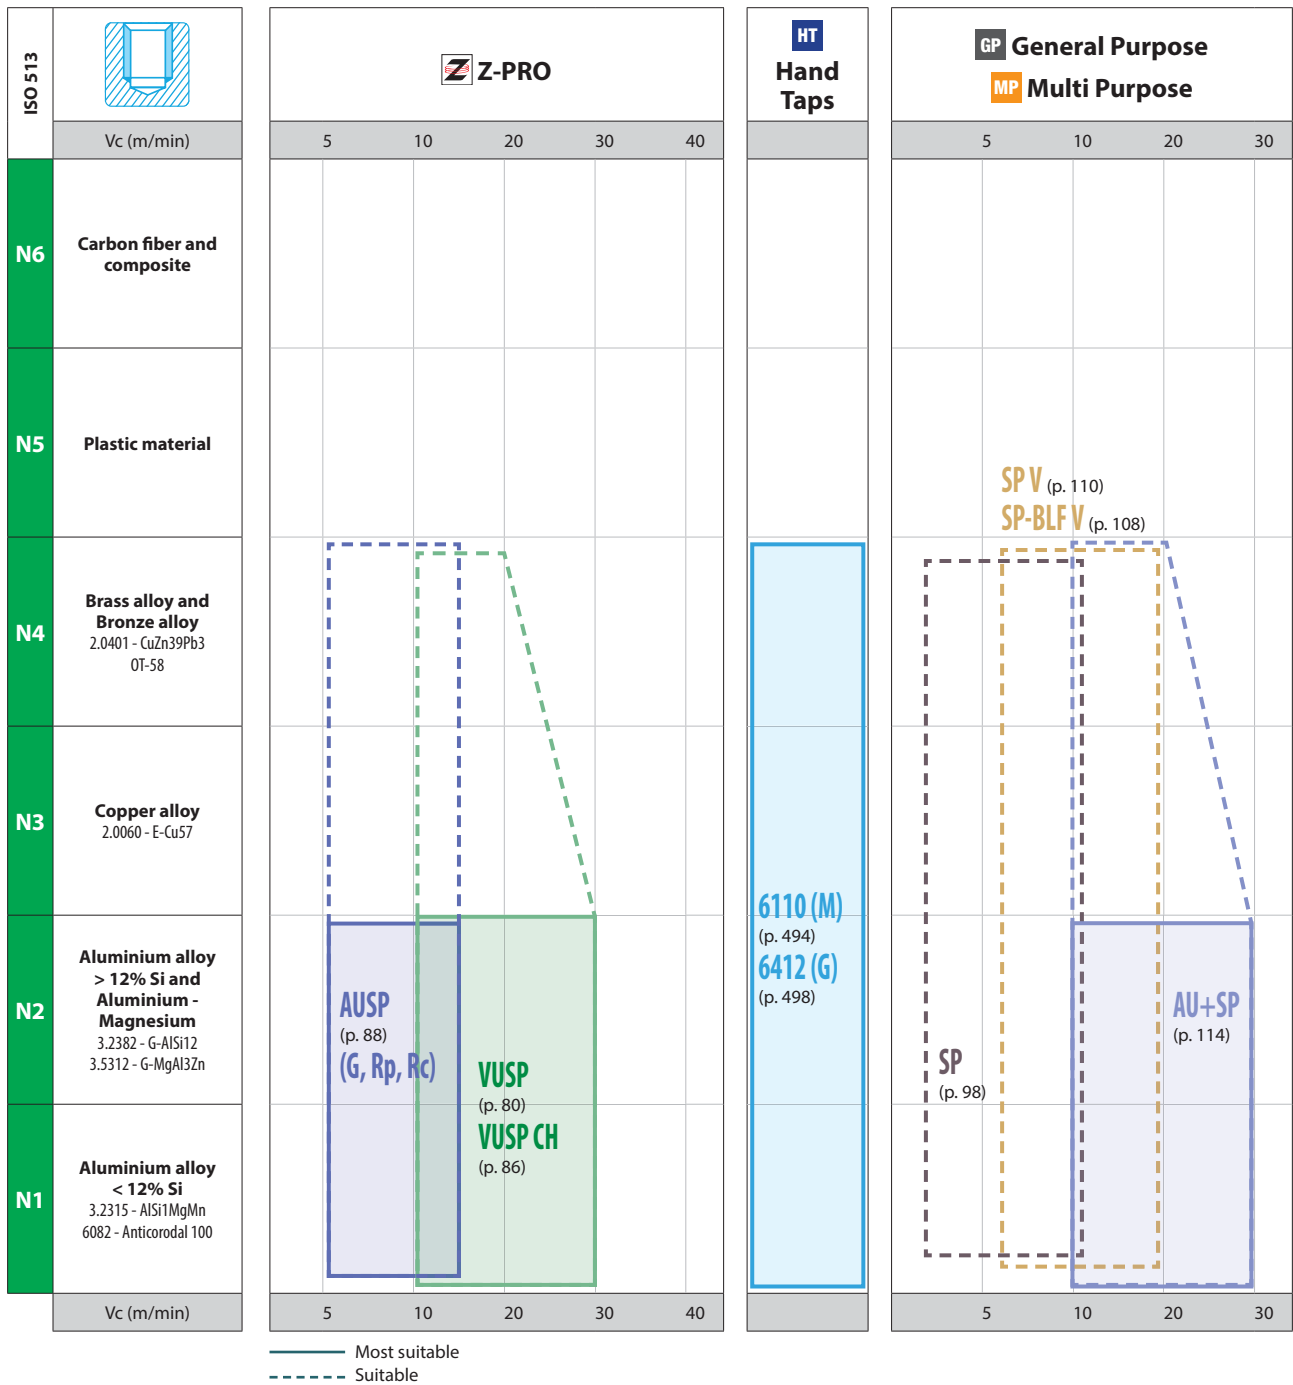 ISO 513
Z-PRO
HT
Hand
Taps
GP General Purpose
MP Multi Purpose
Vc (m/min)
5 10 20 30 40
5 10 20 30
N6
Carbon fiber and
composite
N5
Plastic material
SP V (p. 110)
SP-BLF V (p. 108)
N4
Brass alloy and
Bronze alloy
2.0401 - CuZn39Pb3
OT-58
N3
Copper alloy
2.0060 - E-Cu57
6110 (M)
(p. 494)
6412 (G)
(p. 498)
N2
Aluminium alloy
> 12% Si and
Aluminium -
Magnesium
3.2382 - G-AlSi12
3.5312 - G-MgAl3Zn
AUSP
(p. 88)
(G, Rp, Rc)
VUSP
(p. 80)
VUSP CH
(p. 86)
AU+SP
(p. 114)
SP
(p. 98)
N1
Aluminium alloy
< 12% Si
3.2315 - AlSi1MgMn
6082 - Anticorodal 100
Vc (m/min)
5 10 20 30 40
5 10 20 30
Most suitable
Suitable